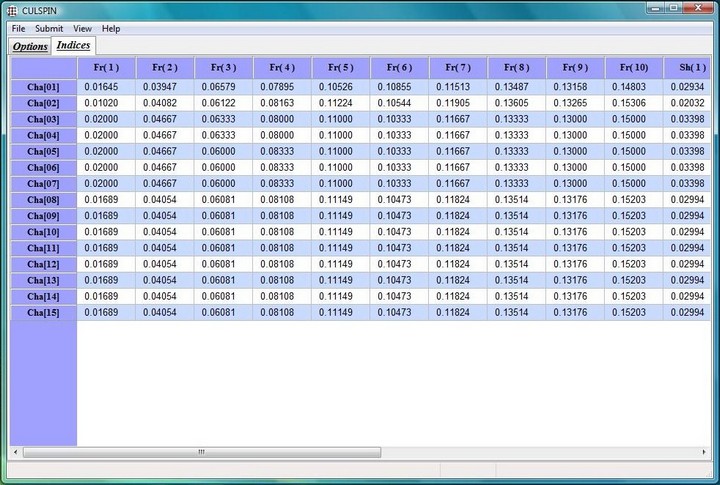 CULSPIN
File Submit View Help
Options Indices
Fr( 1 ) Fr( 2 ) Fr( 3 ) Fr( 4 ) Fr( 5 ) Fr( 6 ) Fr( 7 ) Fr( 8 ) Fr( 9 ) Fr( 10) Sh( 1 )
Cha[01] 0.01645 0.03947 0.06579 0.07895 0.10526 0.10855 0.11513 0.13487 0.13158 0.14803 0.02934
Cha[02] 0.01020 0.04082 0.06122 0.08163 0.11224 0.10544 0.11905 0.13605 0.13265 0.15306 0.02032
Cha[03] 0.02000 0.04667 0.06333 0.08000 0.11000 0.10333 0.11667 0.13333 0.13000 0.15000 0.03398
Cha[04] 0.02000 0.04667 0.06333 0.08000 0.11000 0.10333 0.11667 0.13333 0.13000 0.15000 0.03398
Cha[05] 0.02000 0.04667 0.06000 0.08333 0.11000 0.10333 0.11667 0.13333 0.13000 0.15000 0.03398
Cha[06] 0.02000 0.04667 0.06000 0.08333 0.11000 0.10333 0.11667 0.13333 0.13000 0.15000 0.03398
Cha[07] 0.02000 0.04667 0.06000 0.08333 0.11000 0.10333 0.11667 0.13333 0.13000 0.15000 0.03398
Cha[08] 0.01689 0.04054 0.06081 0.08108 0.11149 0.10473 0.11824 0.13514 0.13176 0.15203 0.02994
Cha[09] 0.01689 0.04054 0.06081 0.08108 0.11149 0.10473 0.11824 0.13514 0.13176 0.15203 0.02994
Cha[10] 0.01689 0.04054 0.06081 0.08108 0.11149 0.10473 0.11824 0.13514 0.13176 0.15203 0.02994
Cha[11] 0.01689 0.04054 0.06081 0.08108 0.11149 0.10473 0.11824 0.13514 0.13176 0.15203 0.02994
Cha[12] 0.01689 0.04054 0.06081 0.08108 0.11149 0.10473 0.11824 0.13514 0.13176 0.15203 0.02994
Cha[13] 0.01689 0.04054 0.06081 0.08108 0.11149 0.10473 0.11824 0.13514 0.13176 0.15203 0.02994
Cha[14] 0.01689 0.04054 0.06081 0.08108 0.11149 0.10473 0.11824 0.13514 0.13176 0.15203 0.02994
Cha[15] 0.01689 0.04054 0.06081 0.08108 0.11149 0.10473 0.11824 0.13514 0.13176 0.15203 0.02994